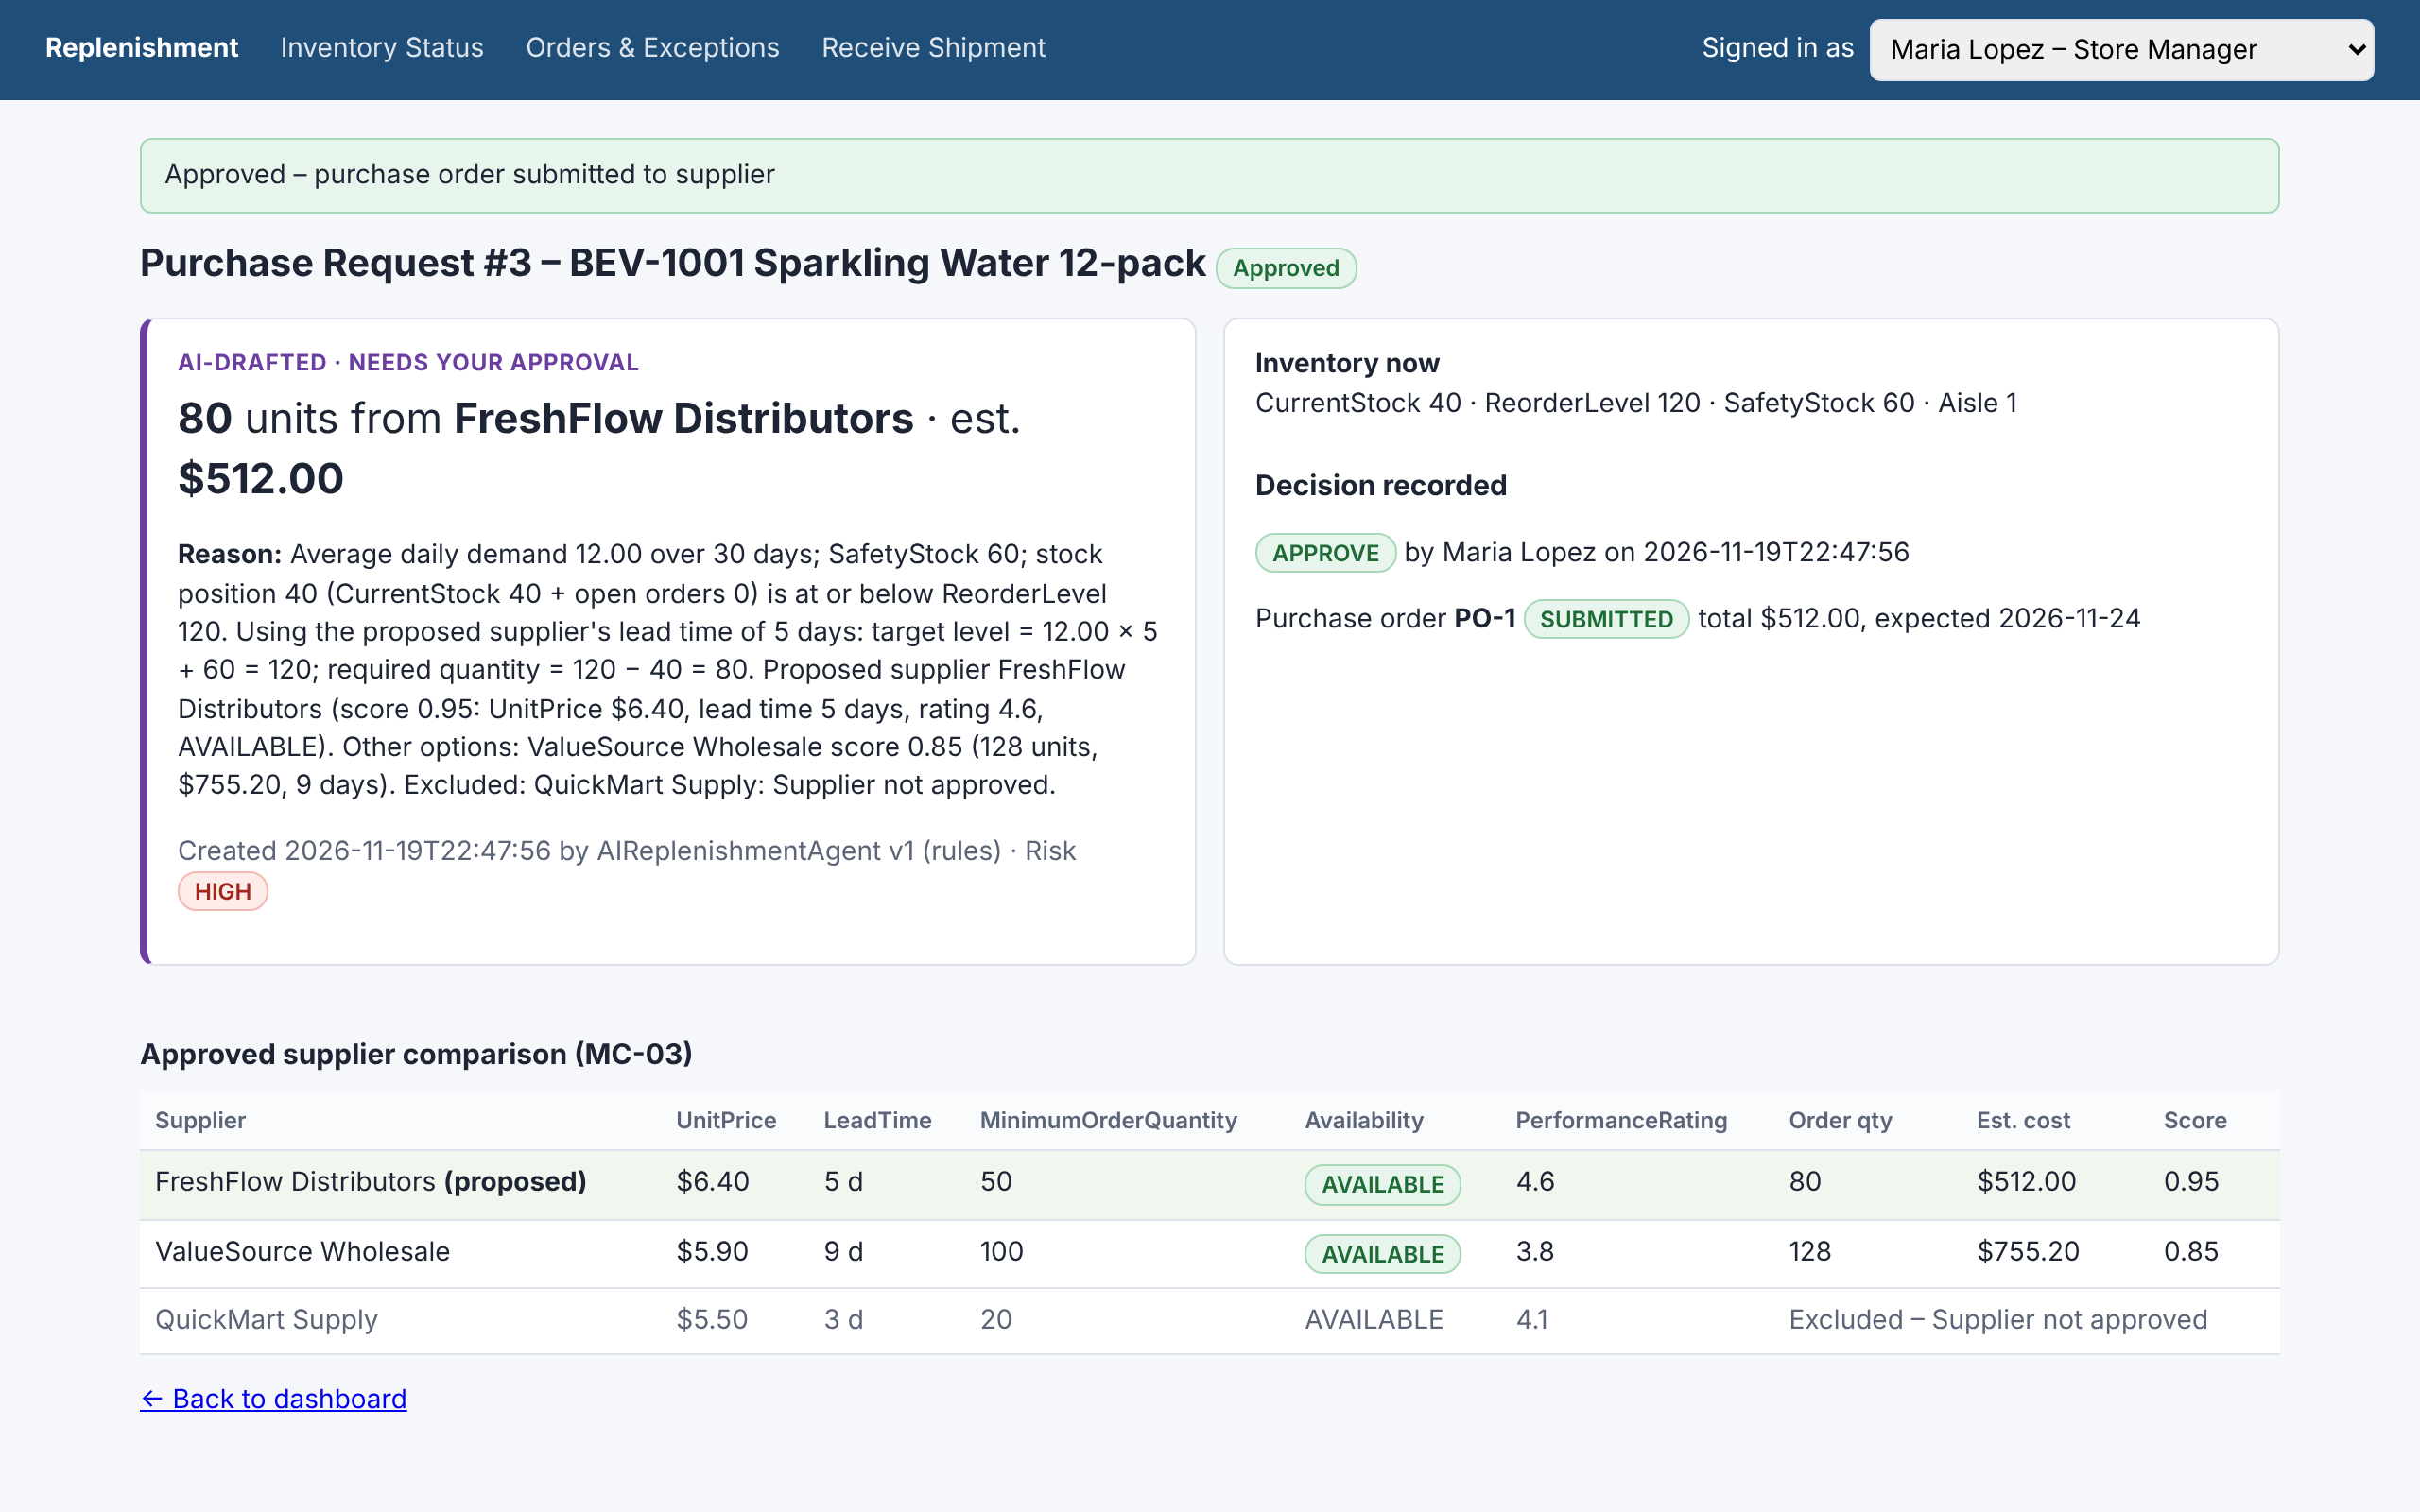 Replenishment Inventory Status Orders & Exceptions Receive Shipment Signed in as Maria Lopez – Store Manager
Approved – purchase order submitted to supplier
Purchase Request #3 – BEV-1001 Sparkling Water 12-pack Approved
AI-DRAFTED · NEEDS YOUR APPROVAL
80 units from FreshFlow Distributors · est.
$512.00
Reason: Average daily demand 12.00 over 30 days; SafetyStock 60; stock
position 40 (CurrentStock 40 + open orders 0) is at or below ReorderLevel
120. Using the proposed supplier's lead time of 5 days: target level = 12.00 × 5
+ 60 = 120; required quantity = 120 − 40 = 80. Proposed supplier FreshFlow
Distributors (score 0.95: UnitPrice $6.40, lead time 5 days, rating 4.6,
AVAILABLE). Other options: ValueSource Wholesale score 0.85 (128 units,
$755.20, 9 days). Excluded: QuickMart Supply: Supplier not approved.
Created 2026-11-19T22:47:56 by AIReplenishmentAgent v1 (rules) · Risk
HIGH
Inventory now
CurrentStock 40 · ReorderLevel 120 · SafetyStock 60 · Aisle 1
Decision recorded
APPROVE by Maria Lopez on 2026-11-19T22:47:56
Purchase order PO-1 SUBMITTED total $512.00, expected 2026-11-24
Approved supplier comparison (MC-03)
Supplier UnitPrice LeadTime MinimumOrderQuantity Availability PerformanceRating Order qty Est. cost Score
FreshFlow Distributors (proposed) $6.40 5 d 50 AVAILABLE 4.6 80 $512.00 0.95
ValueSource Wholesale $5.90 9 d 100 AVAILABLE 3.8 128 $755.20 0.85
QuickMart Supply $5.50 3 d 20 AVAILABLE 4.1 Excluded – Supplier not approved
← Back to dashboard